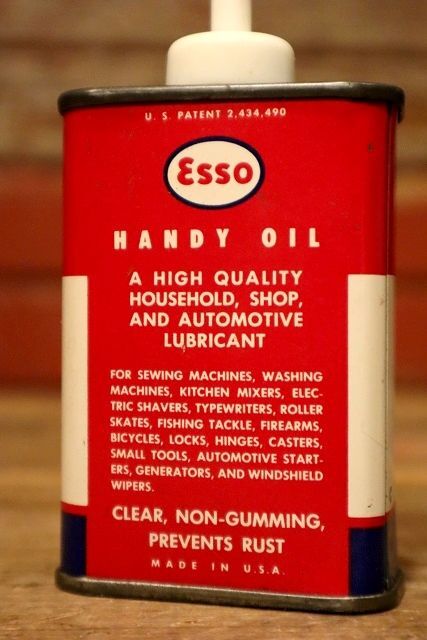 U. S. PATENT 2,434,490
Esso
HANDY OIL
A HIGH QUALITY
HOUSEHOLD, SHOP,
AND AUTOMOTIVE
LUBRICANT
FOR SEWING MACHINES, WASHING
MACHINES, KITCHEN MIXERS, ELEC-
TRIC SHAVERS, TYPEWRITERS, ROLLER
SKATES, FISHING TACKLE, FIREARMS,
BICYCLES, LOCKS, HINGES, CASTERS,
SMALL TOOLS, AUTOMOTIVE START-
ERS, GENERATORS, AND WINDSHIELD
WIPERS.
CLEAR, NON-GUMMING,
PREVENTS RUST
MADE IN U.S.A.